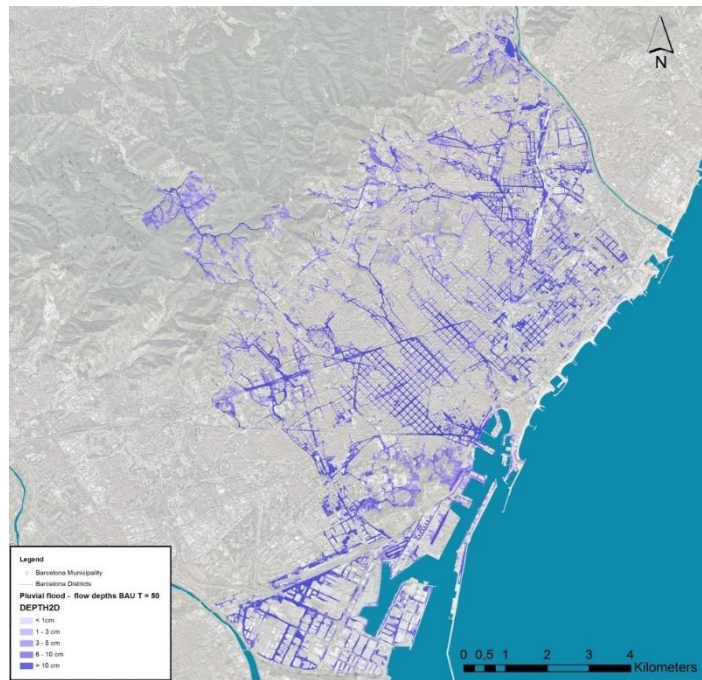 N
Legend
Barcelona Municipality
Barcelona Districts
Pluvial flood - flow depths BAU T = 50
DEPTH2D
< 1cm
1 - 3 cm
3 - 5 cm
6 - 10 cm
> 10 cm
0 0,5 1 2 3 4
Kilometers